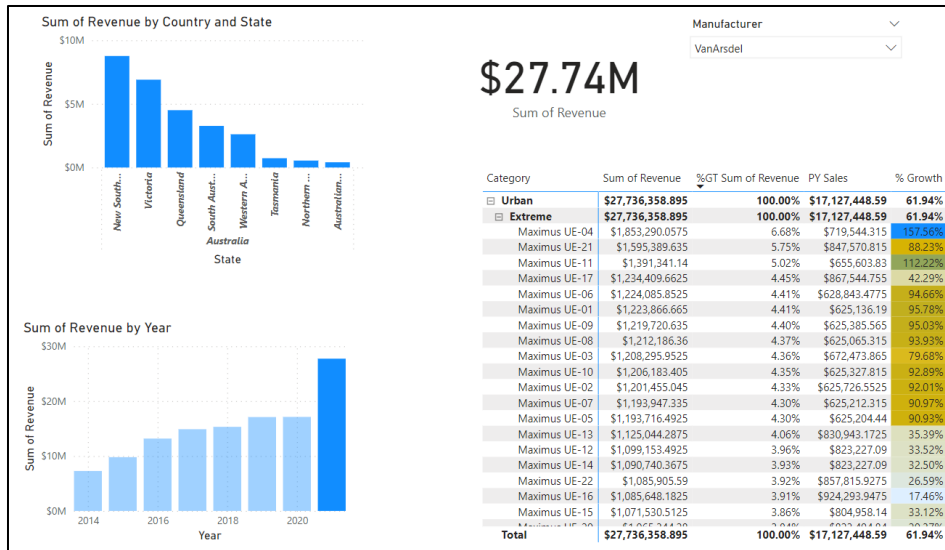 Sum of Revenue by Country and State
$10M
$5M
$0M
Sum of Revenue
New South...
Victoria
Queensland
South Aust...
Western A...
Tasmania
Northern ...
Australian...
Australia
State
Sum of Revenue by Year
$30M
$20M
$10M
$0M
Sum of Revenue
2014 2016 2018 2020
Year
Manufacturer
VanArsdel
$27.74M
Sum of Revenue
Category Sum of Revenue %GT Sum of Revenue PY Sales % Growth
Urban $27,736,358.895 100.00% $17,127,448.59 61.94%
Extreme $27,736,358.895 100.00% $17,127,448.59 61.94%
Maximus UE-04 $1,853,290.0575 6.68% $719,544.315 157.56%
Maximus UE-21 $1,595,389.635 5.75% $847,570.815 88.23%
Maximus UE-11 $1,391,341.14 5.02% $655,603.83 112.22%
Maximus UE-17 $1,234,409.6625 4.45% $867,544.755 42.29%
Maximus UE-06 $1,224,085.8525 4.41% $628,843.4775 94.66%
Maximus UE-01 $1,223,866.665 4.41% $625,136.19 95.78%
Maximus UE-09 $1,219,720.635 4.40% $625,385.565 95.03%
Maximus UE-08 $1,212,186.36 4.37% $625,065.315 93.93%
Maximus UE-03 $1,208,295.9525 4.36% $672,473.865 79.68%
Maximus UE-10 $1,206,183.405 4.35% $625,327.815 92.89%
Maximus UE-02 $1,201,455.045 4.33% $625,726.5525 92.01%
Maximus UE-07 $1,193,947.335 4.30% $625,212.315 90.97%
Maximus UE-05 $1,193,716.4925 4.30% $625,204.44 90.93%
Maximus UE-13 $1,125,044.2875 4.06% $830,943.1725 35.39%
Maximus UE-12 $1,099,153.4925 3.96% $823,227.09 33.52%
Maximus UE-14 $1,090,740.3675 3.93% $823,227.09 32.50%
Maximus UE-22 $1,085,905.59 3.92% $857,815.9275 26.59%
Maximus UE-16 $1,085,648.1825 3.91% $924,293.9475 17.46%
Maximus UE-15 $1,071,530.5125 3.86% $804,958.14 33.12%
Total $27,736,358.895 100.00% $17,127,448.59 61.94%